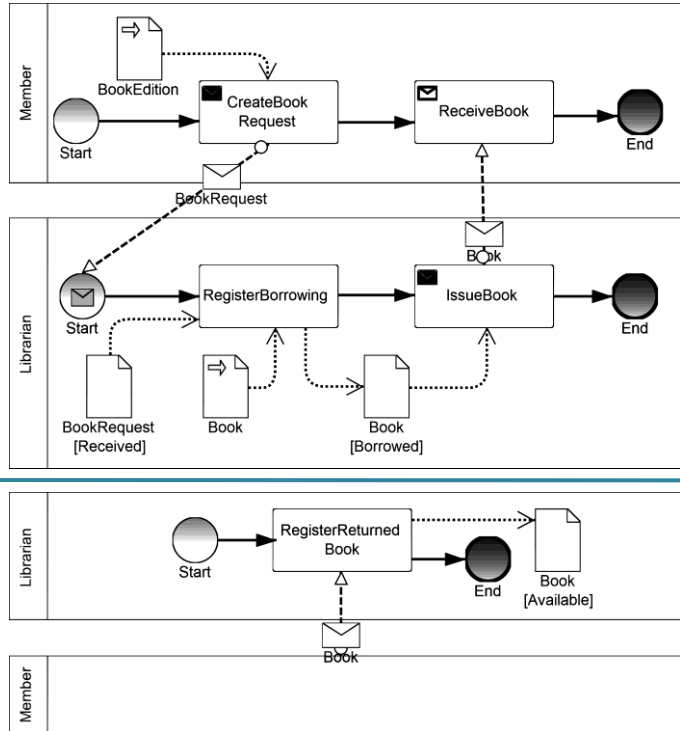 Member
BookEdition
CreateBook
Request
ReceiveBook
Start
End
BookRequest
Librarian
Book
Start
RegisterBorrowing
IssueBook
End
BookRequest
[Received]
Book
Book
[Borrowed]
Librarian
Start
RegisterReturned
Book
End
Book
[Available]
Book
Member